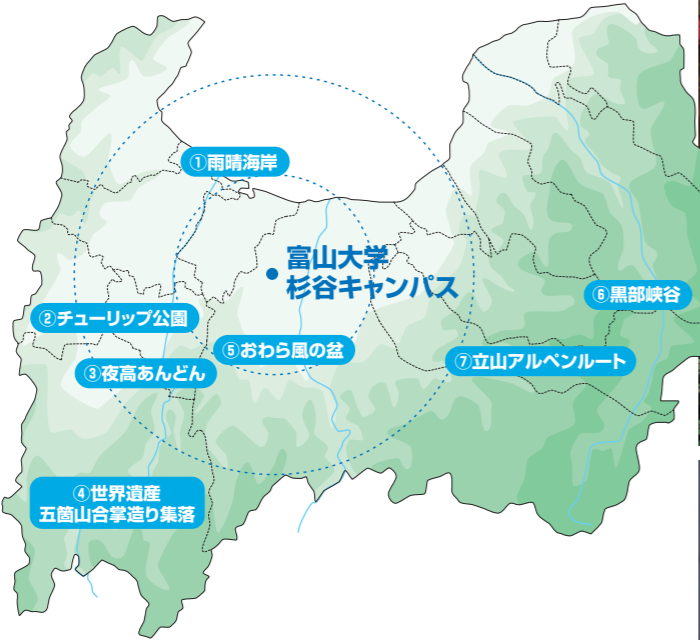 ①雨晴海岸
富山大学
杉谷キャンパス
②チューリップ公園
③夜高あんどん
⑤おわら風の盆
⑥黒部峡谷
⑦立山アルペンルート
④世界遺産
五箇山合掌造り集落